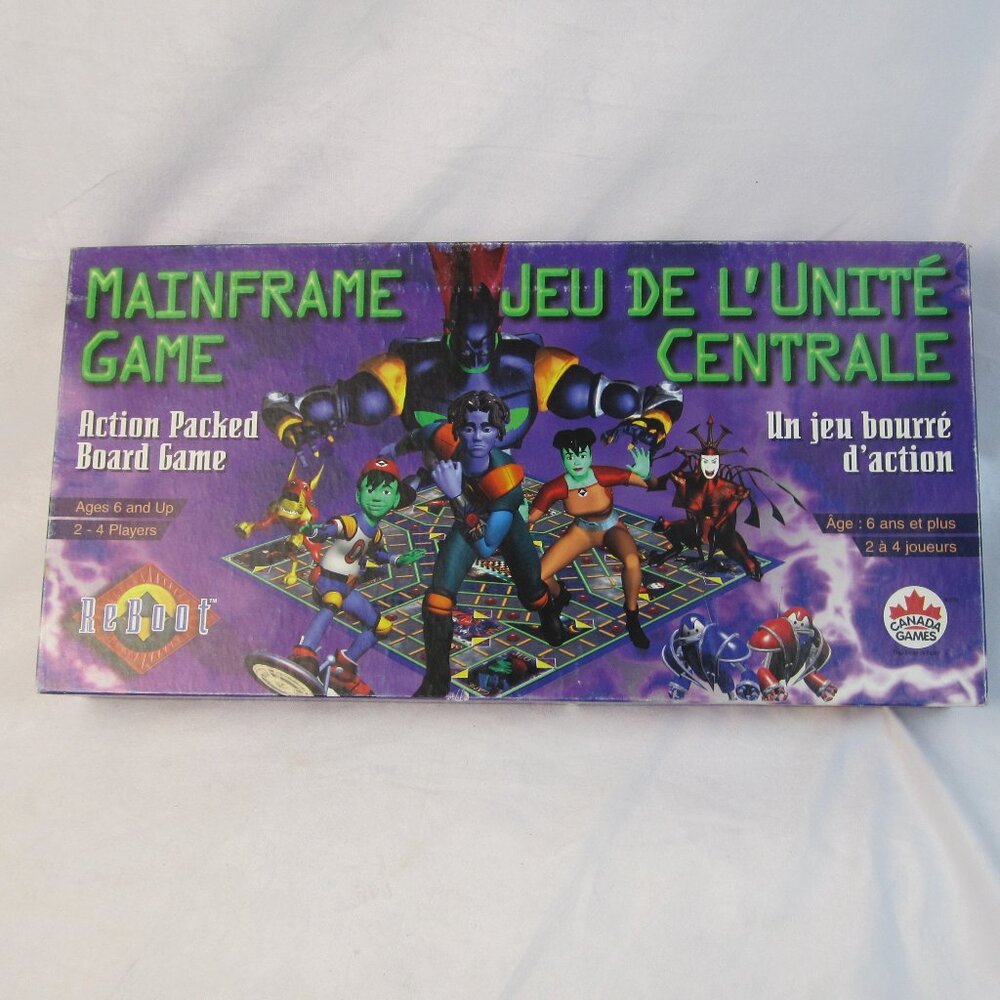 MAINFRAME
GAME
JEU DE L'UNITÉ
CENTRALE
Action Packed
Board Game
Un jeu bourré
d'action
Ages 6 and Up
2 - 4 Players
Âge : 6 ans et plus
2 à 4 joueurs
ReBoot™
CANADA
GAMES